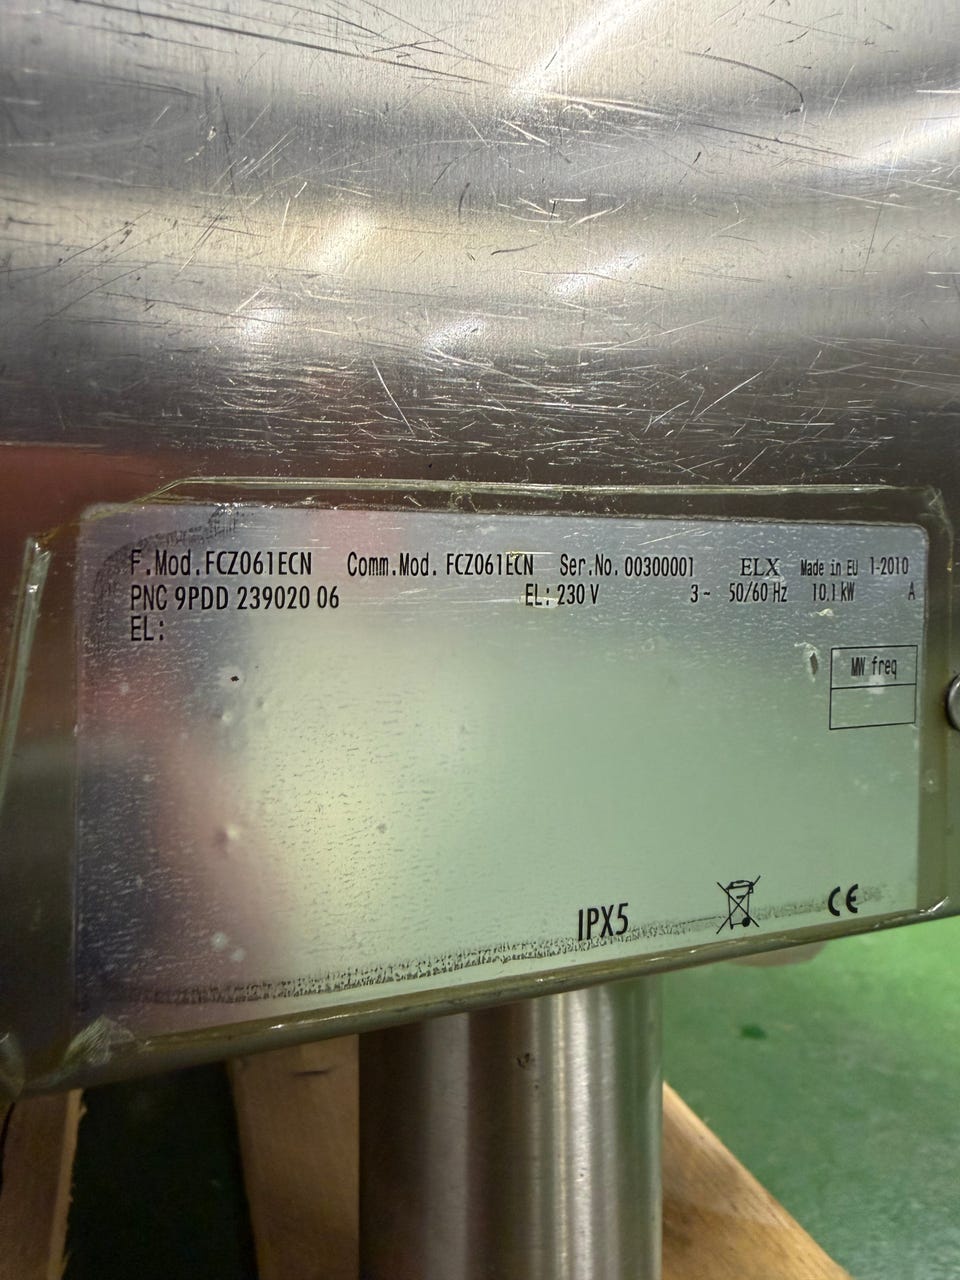 F.Mod.FCZ061ECN Comm.Mod. FCZ061ECN Ser.No. 00300001 ELX Made in EU 1-2010
PNC 9PDD 239020 06 EL: 230 V 3~ 50/60 Hz 10.1 kW A
EL:
MW freq
IPX5 CE